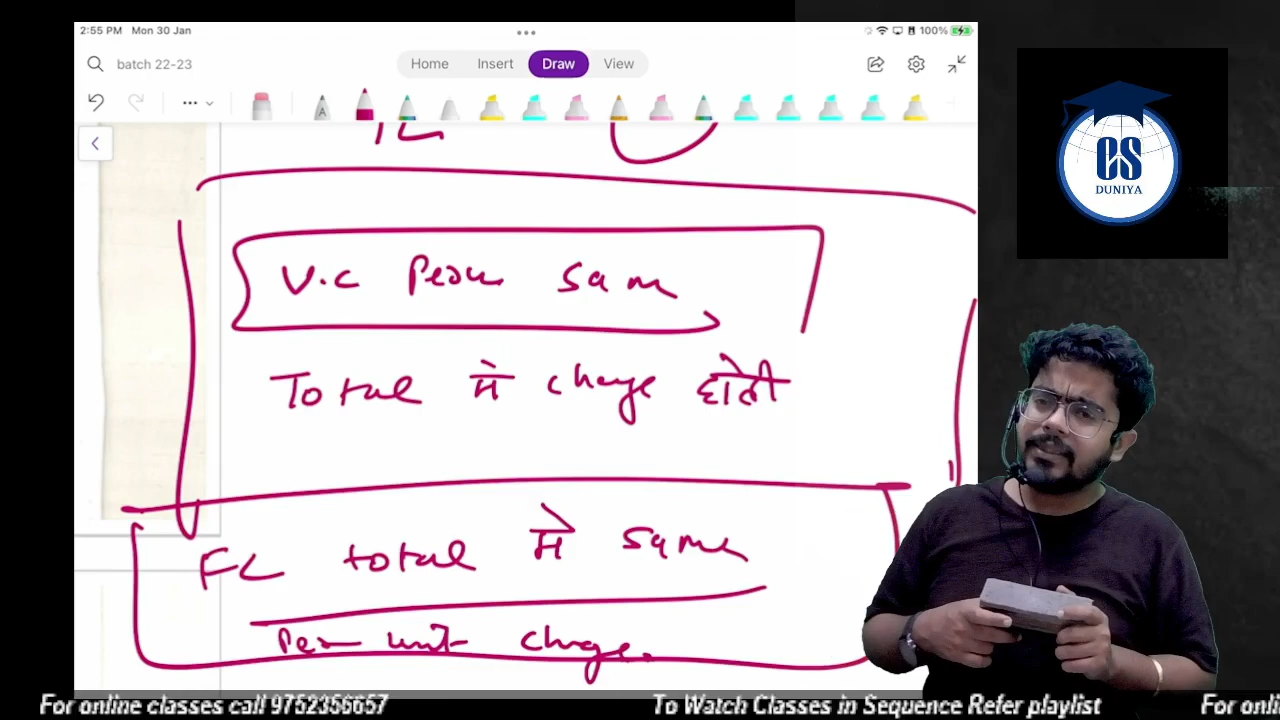 2:55 PM Mon 30 Jan
100%
batch 22-23
Home Insert Draw View
V.C Per sam
Total में change होती
FC total में same
Per unit change.
CS
DUNIYA
For online classes call 9752356657 To Watch Classes in Sequence Refer playlist For onli